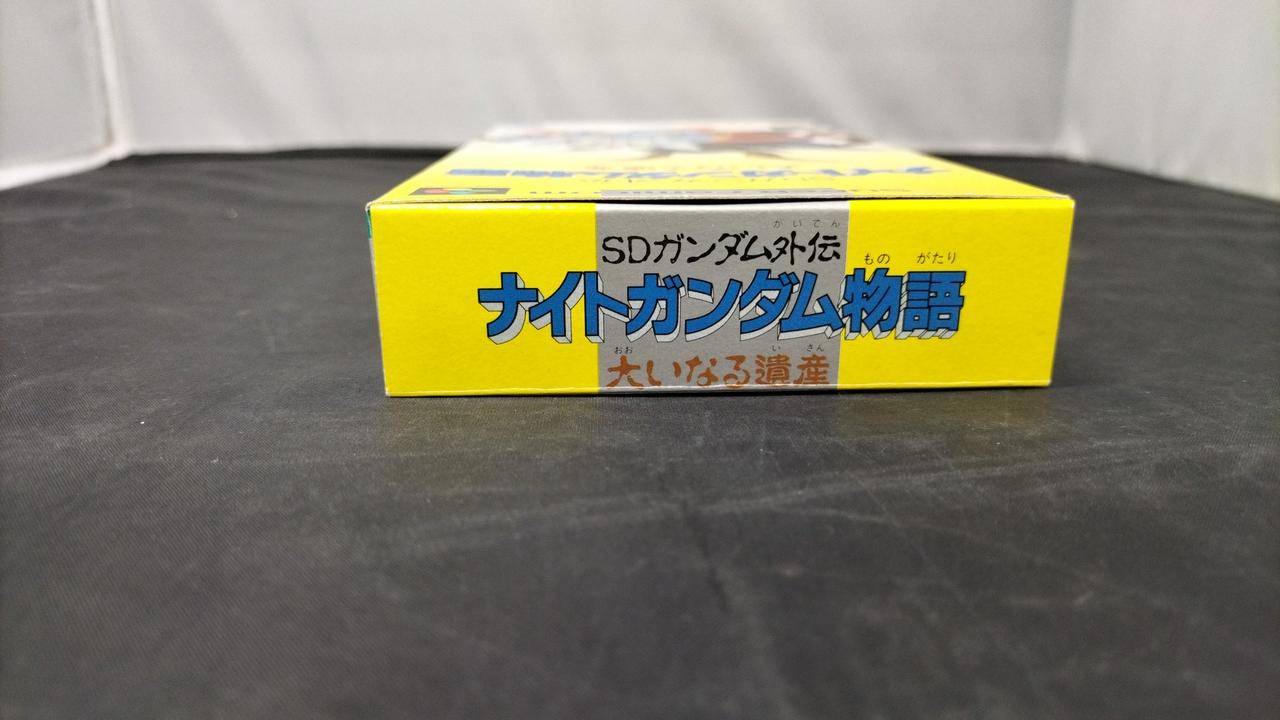 がいでん
SDガンダム外伝
もの がたり
ナイトガンダム物語
おお い さん
大いなる遺産